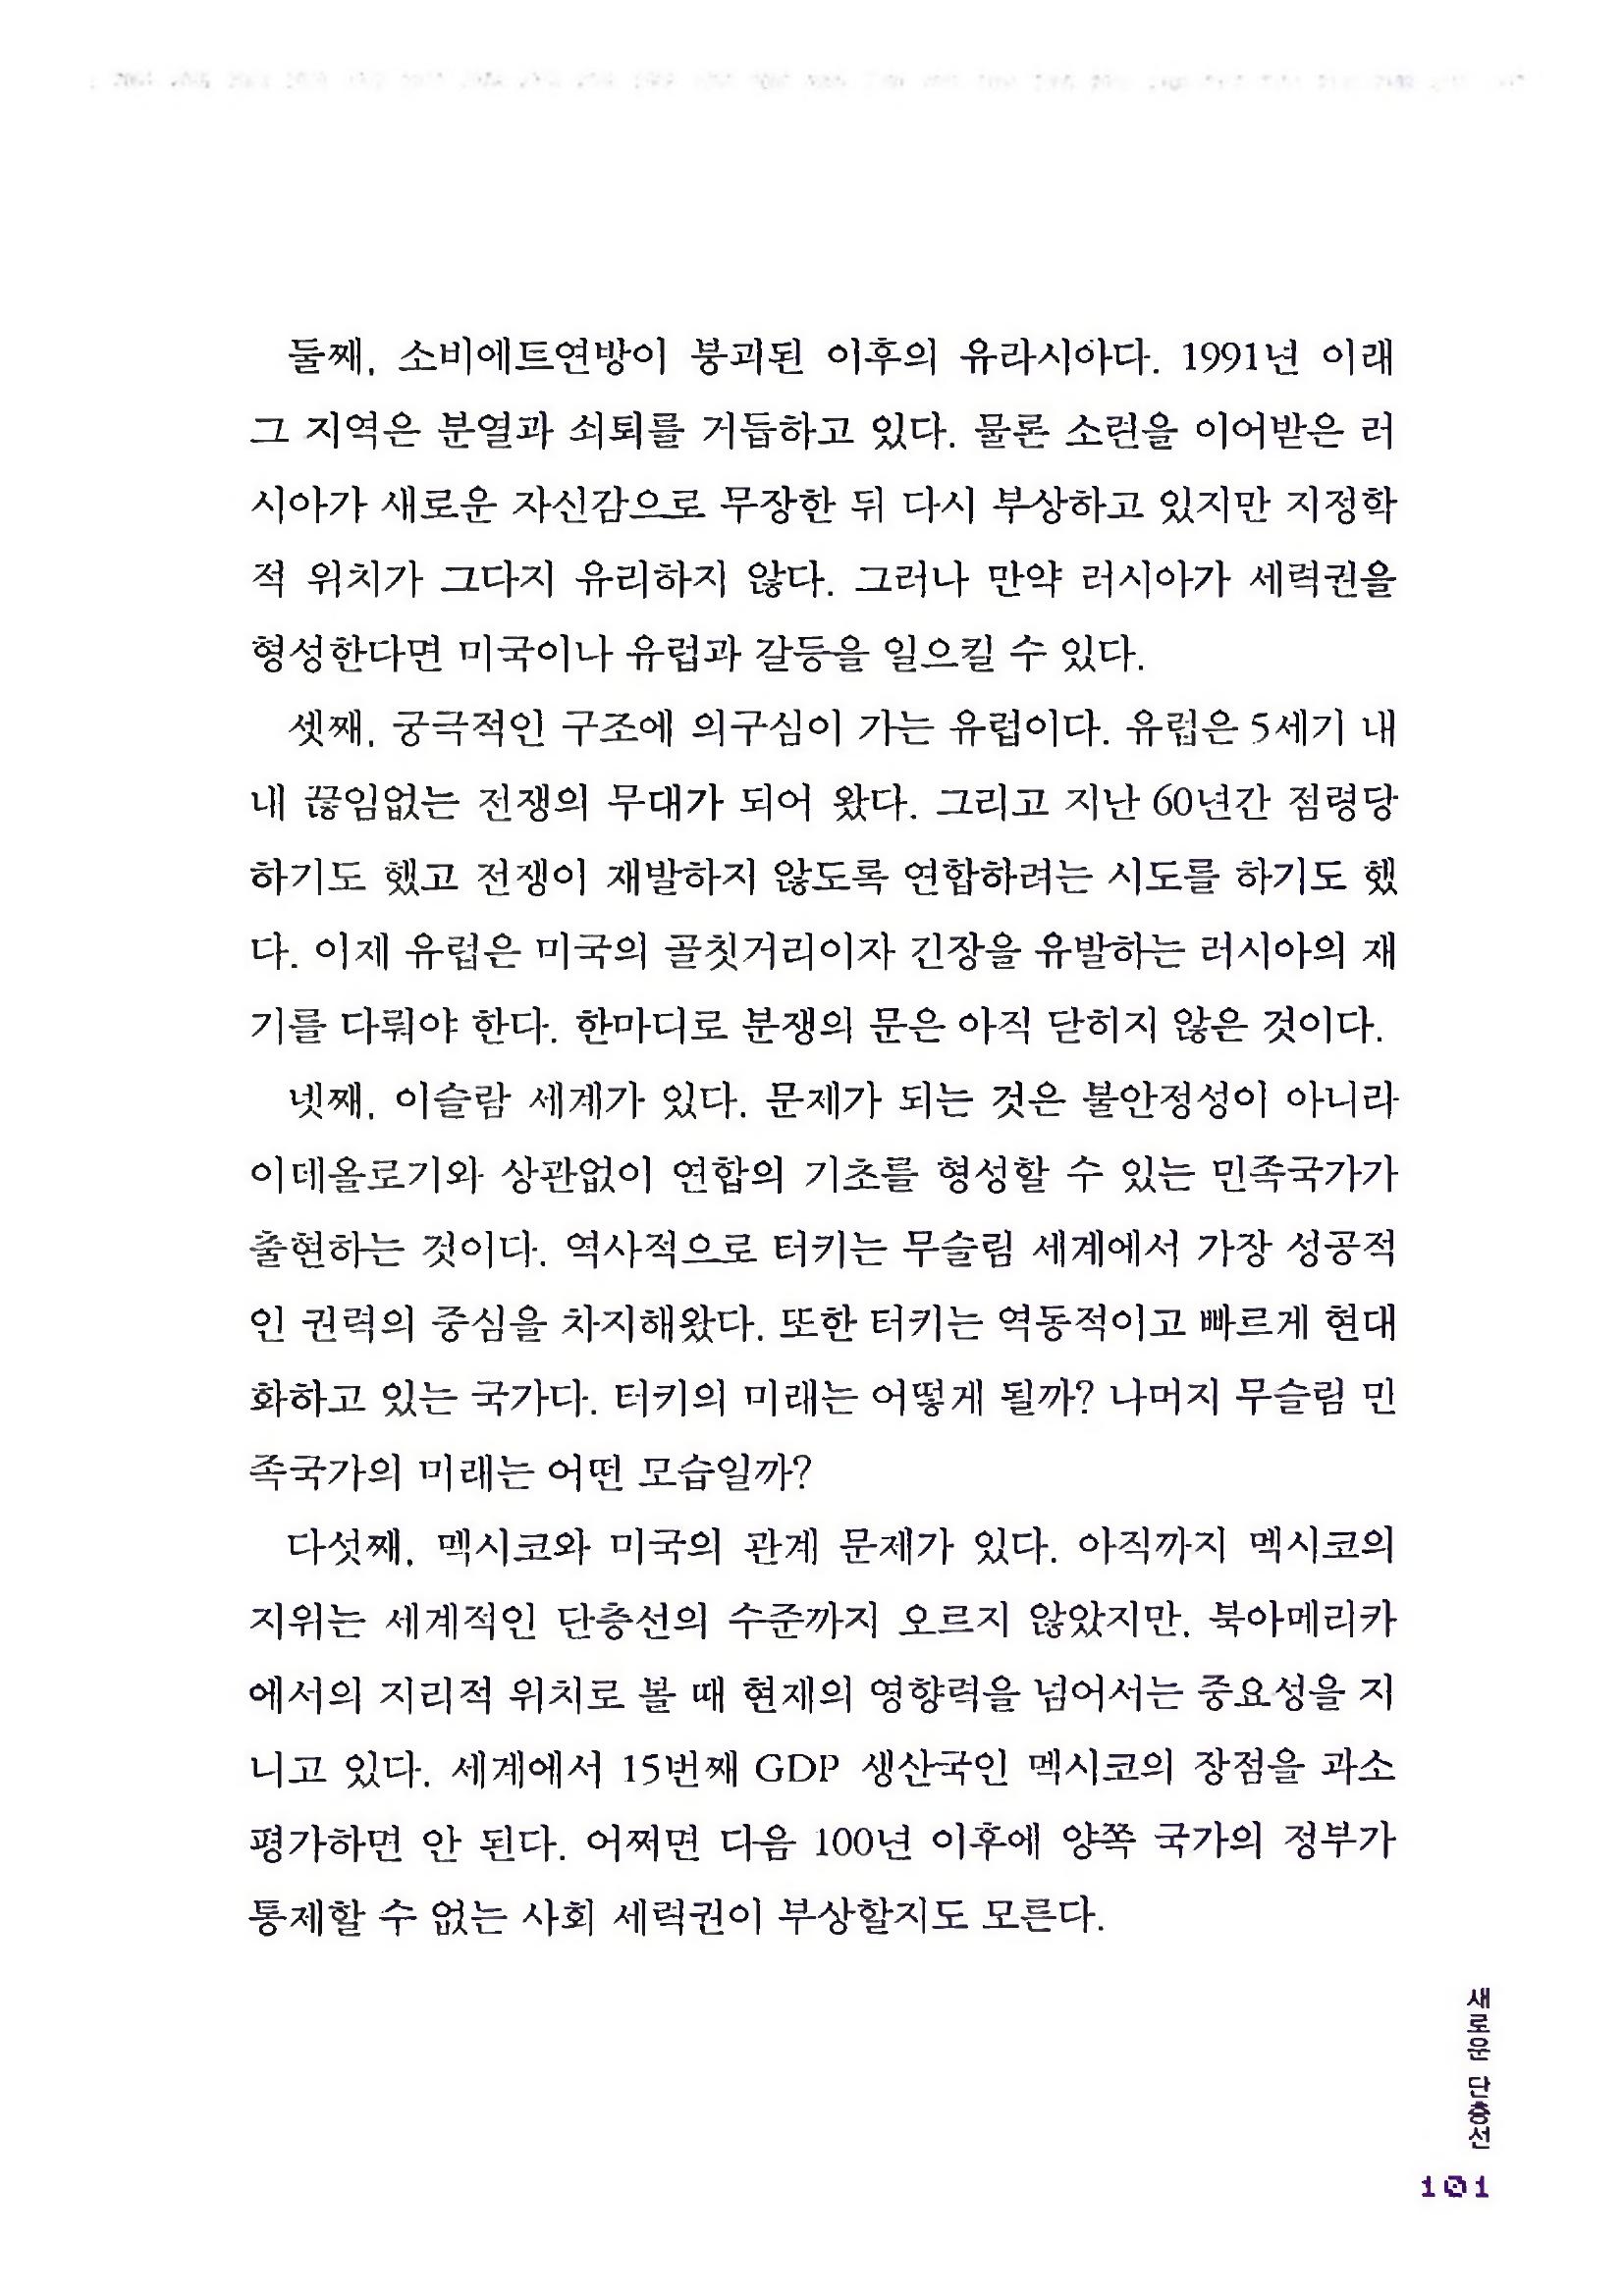 둘째, 소비에트연방이 붕괴된 이후의 유라시아다. 1991년 이래
그 지역은 분열과 쇠퇴를 거듭하고 있다. 물론 소련을 이어받은 러
시아가 새로운 자신감으로 무장한 뒤 다시 부상하고 있지만 지정학
적 위치가 그다지 유리하지 않다. 그러나 만약 러시아가 세력권을
형성한다면 미국이나 유럽과 갈등을 일으킬 수 있다.
셋째, 궁극적인 구조에 의구심이 가는 유럽이다. 유럽은 5세기 내
내 끊임없는 전쟁의 무대가 되어 왔다. 그리고 지난 60년간 점령당
하기도 했고 전쟁이 재발하지 않도록 연합하려는 시도를 하기도 했
다. 이제 유럽은 미국의 골칫거리이자 긴장을 유발하는 러시아의 재
기를 다뤄야 한다. 한마디로 분쟁의 문은 아직 닫히지 않은 것이다.
넷째, 이슬람 세계가 있다. 문제가 되는 것은 불안정성이 아니라
이데올로기와 상관없이 연합의 기초를 형성할 수 있는 민족국가가
출현하는 것이다. 역사적으로 터키는 무슬림 세계에서 가장 성공적
인 권력의 중심을 차지해왔다. 또한 터키는 역동적이고 빠르게 현대
화하고 있는 국가다. 터키의 미래는 어떻게 될까? 나머지 무슬림 민
족국가의 미래는 어떤 모습일까?
다섯째, 멕시코와 미국의 관계 문제가 있다. 아직까지 멕시코의
지위는 세계적인 단층선의 수준까지 오르지 않았지만, 북아메리카
에서의 지리적 위치로 볼 때 현재의 영향력을 넘어서는 중요성을 지
니고 있다. 세계에서 15번째 GDP 생산국인 멕시코의 장점을 과소
평가하면 안 된다. 어쩌면 다음 100년 이후에 양쪽 국가의 정부가
통제할 수 없는 사회 세력권이 부상할지도 모른다.
새로운 단층선
101